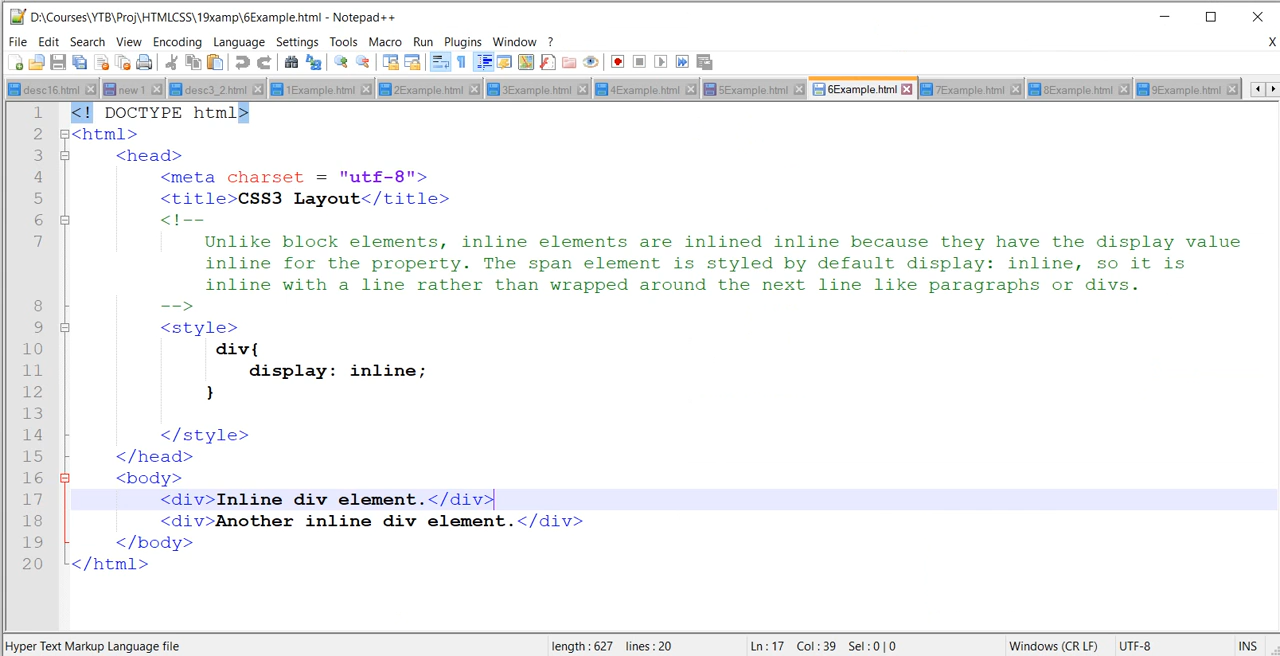 D:\Courses\YTB\Proj\HTMLCSS\19xamp\6Example.html - Notepad++
File Edit Search View Encoding Language Settings Tools Macro Run Plugins Window ? X
desc16.html new 1 desc3_2.html 1Example.html 2Example.html 3Example.html 4Example.html 5Example.html 6Example.html 7Example.html 8Example.html 9Example.html
1 <! DOCTYPE html>
2 <html>
3 <head>
4 <meta charset = "utf-8">
5 <title>CSS3 Layout</title>
6 <!--
7 Unlike block elements, inline elements are inlined inline because they have the display value
inline for the property. The span element is styled by default display: inline, so it is
inline with a line rather than wrapped around the next line like paragraphs or divs.
8 -->
9 <style>
10 div{
11 display: inline;
12 }
13
14 </style>
15 </head>
16 <body>
17 <div>Inline div element.</div>
18 <div>Another inline div element.</div>
19 </body>
20 </html>
Hyper Text Markup Language file length : 627 lines : 20 Ln : 17 Col : 39 Sel : 0 | 0 Windows (CR LF) UTF-8 INS